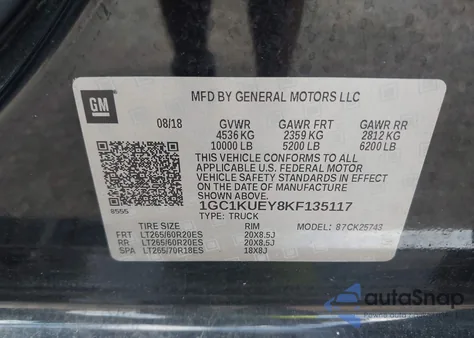 MFD BY GENERAL MOTORS LLC
GM
08/18 GVWR GAWR FRT GAWR RR
4536 KG 2359 KG 2812 KG
10000 LB 5200 LB 6200 LB
THIS VEHICLE CONFORMS TO ALL
APPLICABLE U.S. FEDERAL MOTOR
VEHICLE SAFETY STANDARDS IN
EFFECT ON THE DATE OF
MANUFACTURE SHOWN ABOVE.
1GC1KUEY8KF135117
8555 TYPE: TRUCK
TIRE SIZE RIM MODEL: 87CK25743
FRT LT265/60R20ES 20X8.5J
RR LT265/60R20ES 20X8.5J
SPA LT265/70R18ES 18X8J
autoSnap